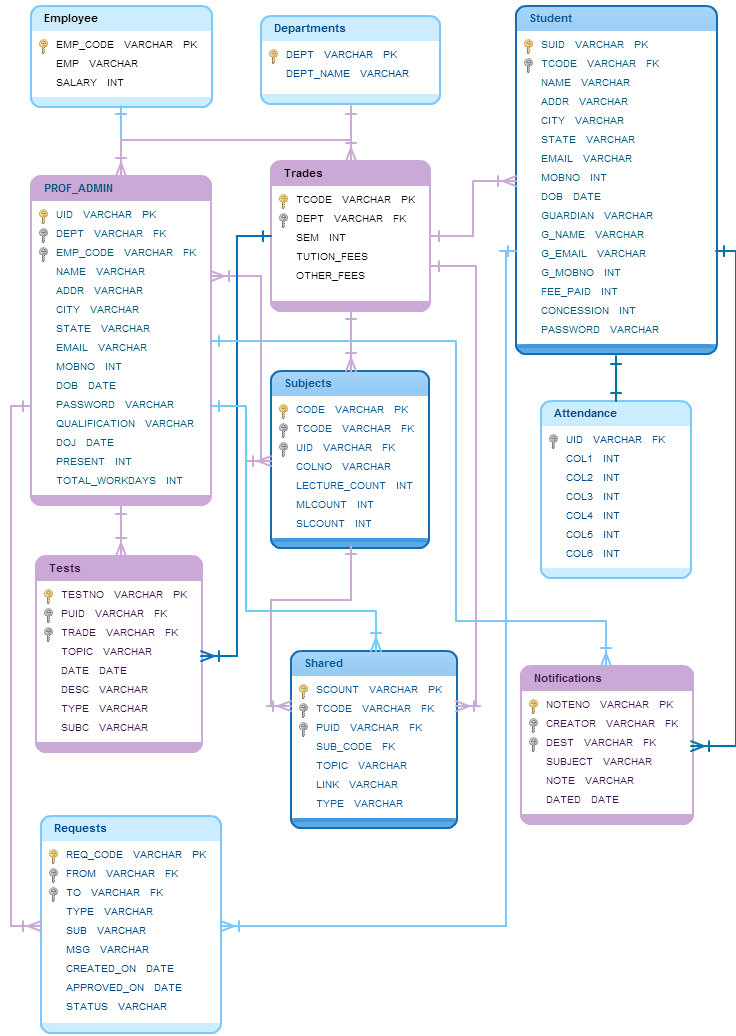 Employee
EMP_CODE VARCHAR PK
EMP VARCHAR
SALARY INT
Departments
DEPT VARCHAR PK
DEPT_NAME VARCHAR
Student
SUID VARCHAR PK
TCODE VARCHAR FK
NAME VARCHAR
ADDR VARCHAR
CITY VARCHAR
STATE VARCHAR
EMAIL VARCHAR
MOBNO INT
DOB DATE
GUARDIAN VARCHAR
G_NAME VARCHAR
G_EMAIL VARCHAR
G_MOBNO INT
FEE_PAID INT
CONCESSION INT
PASSWORD VARCHAR
PROF_ADMIN
UID VARCHAR PK
DEPT VARCHAR FK
EMP_CODE VARCHAR FK
NAME VARCHAR
ADDR VARCHAR
CITY VARCHAR
STATE VARCHAR
EMAIL VARCHAR
MOBNO INT
DOB DATE
PASSWORD VARCHAR
QUALIFICATION VARCHAR
DOJ DATE
PRESENT INT
TOTAL_WORKDAYS INT
Trades
TCODE VARCHAR PK
DEPT VARCHAR FK
SEM INT
TUTION_FEES
OTHER_FEES
Subjects
CODE VARCHAR PK
TCODE VARCHAR FK
UID VARCHAR FK
COLNO VARCHAR
LECTURE_COUNT INT
MLCOUNT INT
SLCOUNT INT
Attendance
UID VARCHAR FK
COL1 INT
COL2 INT
COL3 INT
COL4 INT
COL5 INT
COL6 INT
Tests
TESTNO VARCHAR PK
PUID VARCHAR FK
TRADE VARCHAR FK
TOPIC VARCHAR
DATE DATE
DESC VARCHAR
TYPE VARCHAR
SUBC VARCHAR
Shared
SCOUNT VARCHAR PK
TCODE VARCHAR FK
PUID VARCHAR FK
SUB_CODE FK
TOPIC VARCHAR
LINK VARCHAR
TYPE VARCHAR
Notifications
NOTENO VARCHAR PK
CREATOR VARCHAR FK
DEST VARCHAR FK
SUBJECT VARCHAR
NOTE VARCHAR
DATED DATE
Requests
REQ_CODE VARCHAR PK
FROM VARCHAR FK
TO VARCHAR FK
TYPE VARCHAR
SUB VARCHAR
MSG VARCHAR
CREATED_ON DATE
APPROVED_ON DATE
STATUS VARCHAR